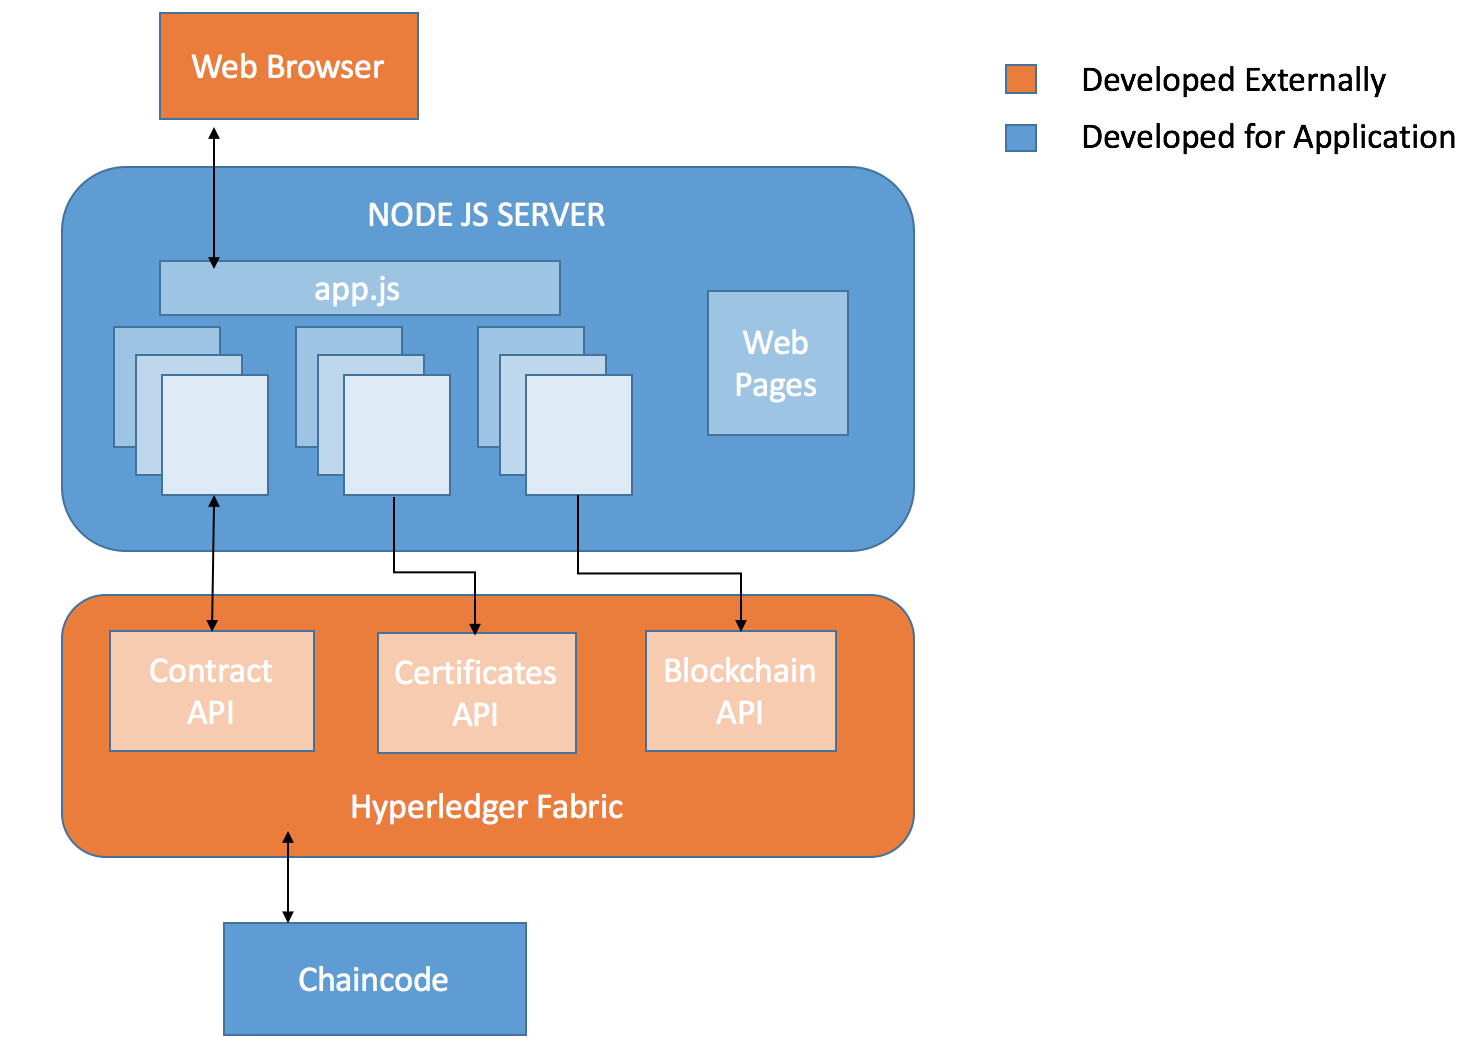 Web Browser
Developed Externally
Developed for Application
NODE JS SERVER
app.js
Web
Pages
Contract
API
Certificates
API
Blockchain
API
Hyperledger Fabric
Chaincode